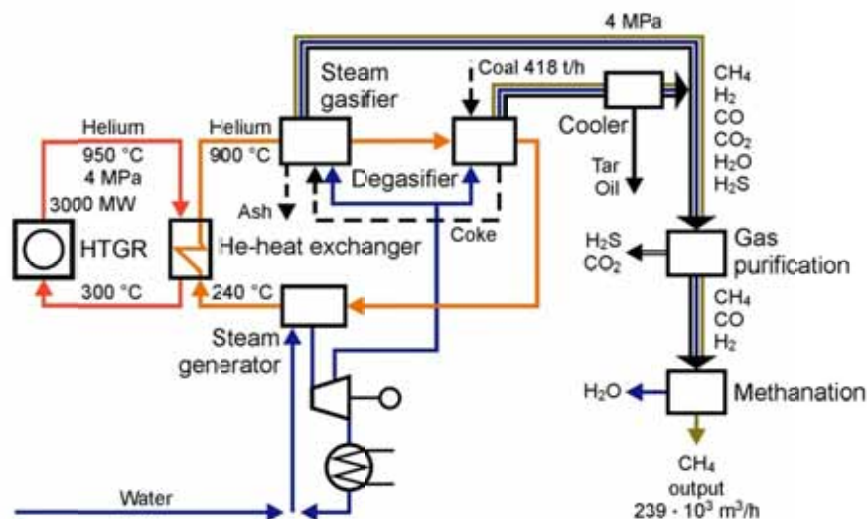 4 MPa
Steam
gasifier
Coal 418 t/h
Cooler
CH4
H2
CO
CO2
H2O
H2S
Helium
950 °C
4 MPa
3000 MW
Helium
900 °C
Degasifier
Tar
Oil
Ash
Coke
HTGR
He-heat exchanger
H2S
CO2
Gas
purification
300 °C
240 °C
CH4
CO
H2
Steam
generator
H2O
Methanation
Water
CH4
output
239 · 10³ m³/h